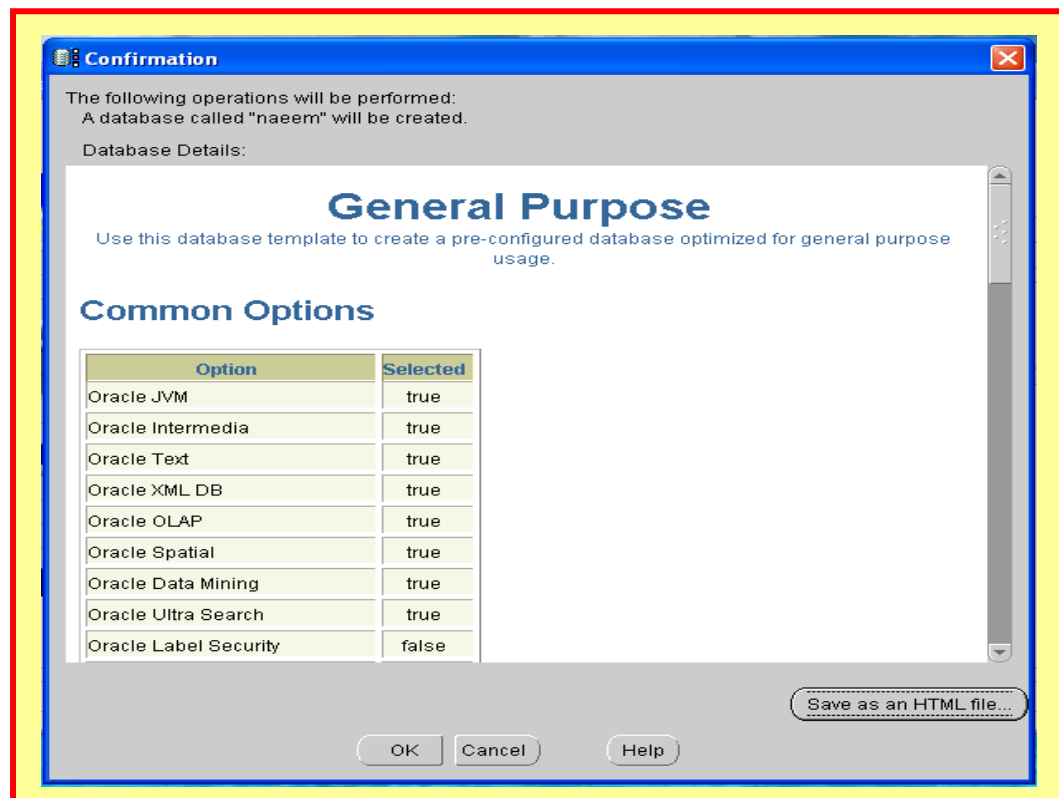 Confirmation
The following operations will be performed:
A database called "naeem" will be created.
Database Details:
General Purpose
Use this database template to create a pre-configured database optimized for general purpose
usage.
Common Options
Option Selected
Oracle JVM true
Oracle Intermedia true
Oracle Text true
Oracle XML DB true
Oracle OLAP true
Oracle Spatial true
Oracle Data Mining true
Oracle Ultra Search true
Oracle Label Security false
Save as an HTML file...
OK Cancel Help